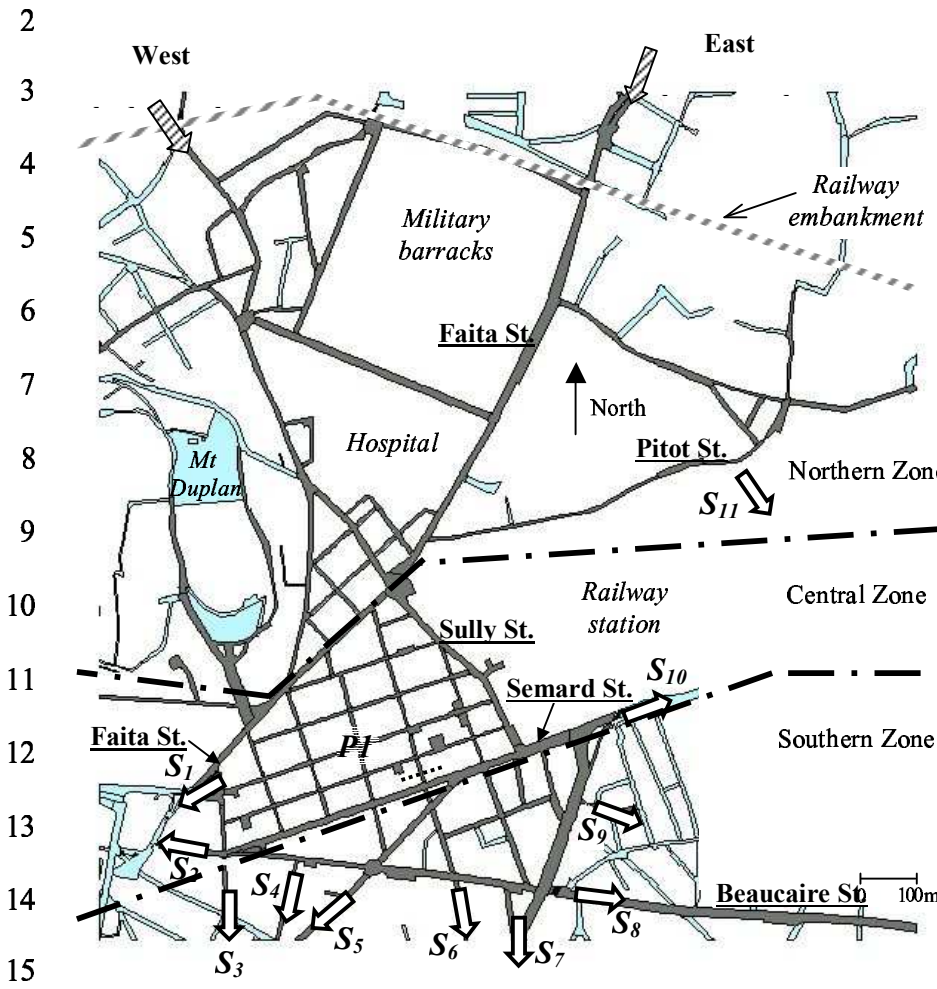 2
West
East
3
4
Railway
embankment
Military
barracks
5
6
Faita St.
7
North
Hospital
Pitot St.
8
Mt
Duplan
Northern Zone
S11
9
10
Railway
station
Central Zone
Sully St.
11
S10
Semard St.
Faita St.
12
P1
Southern Zone
S1
13
S9
S2
S4
14
Beaucaire St.
0 100m
S8
S5
S6
S7
S3
15